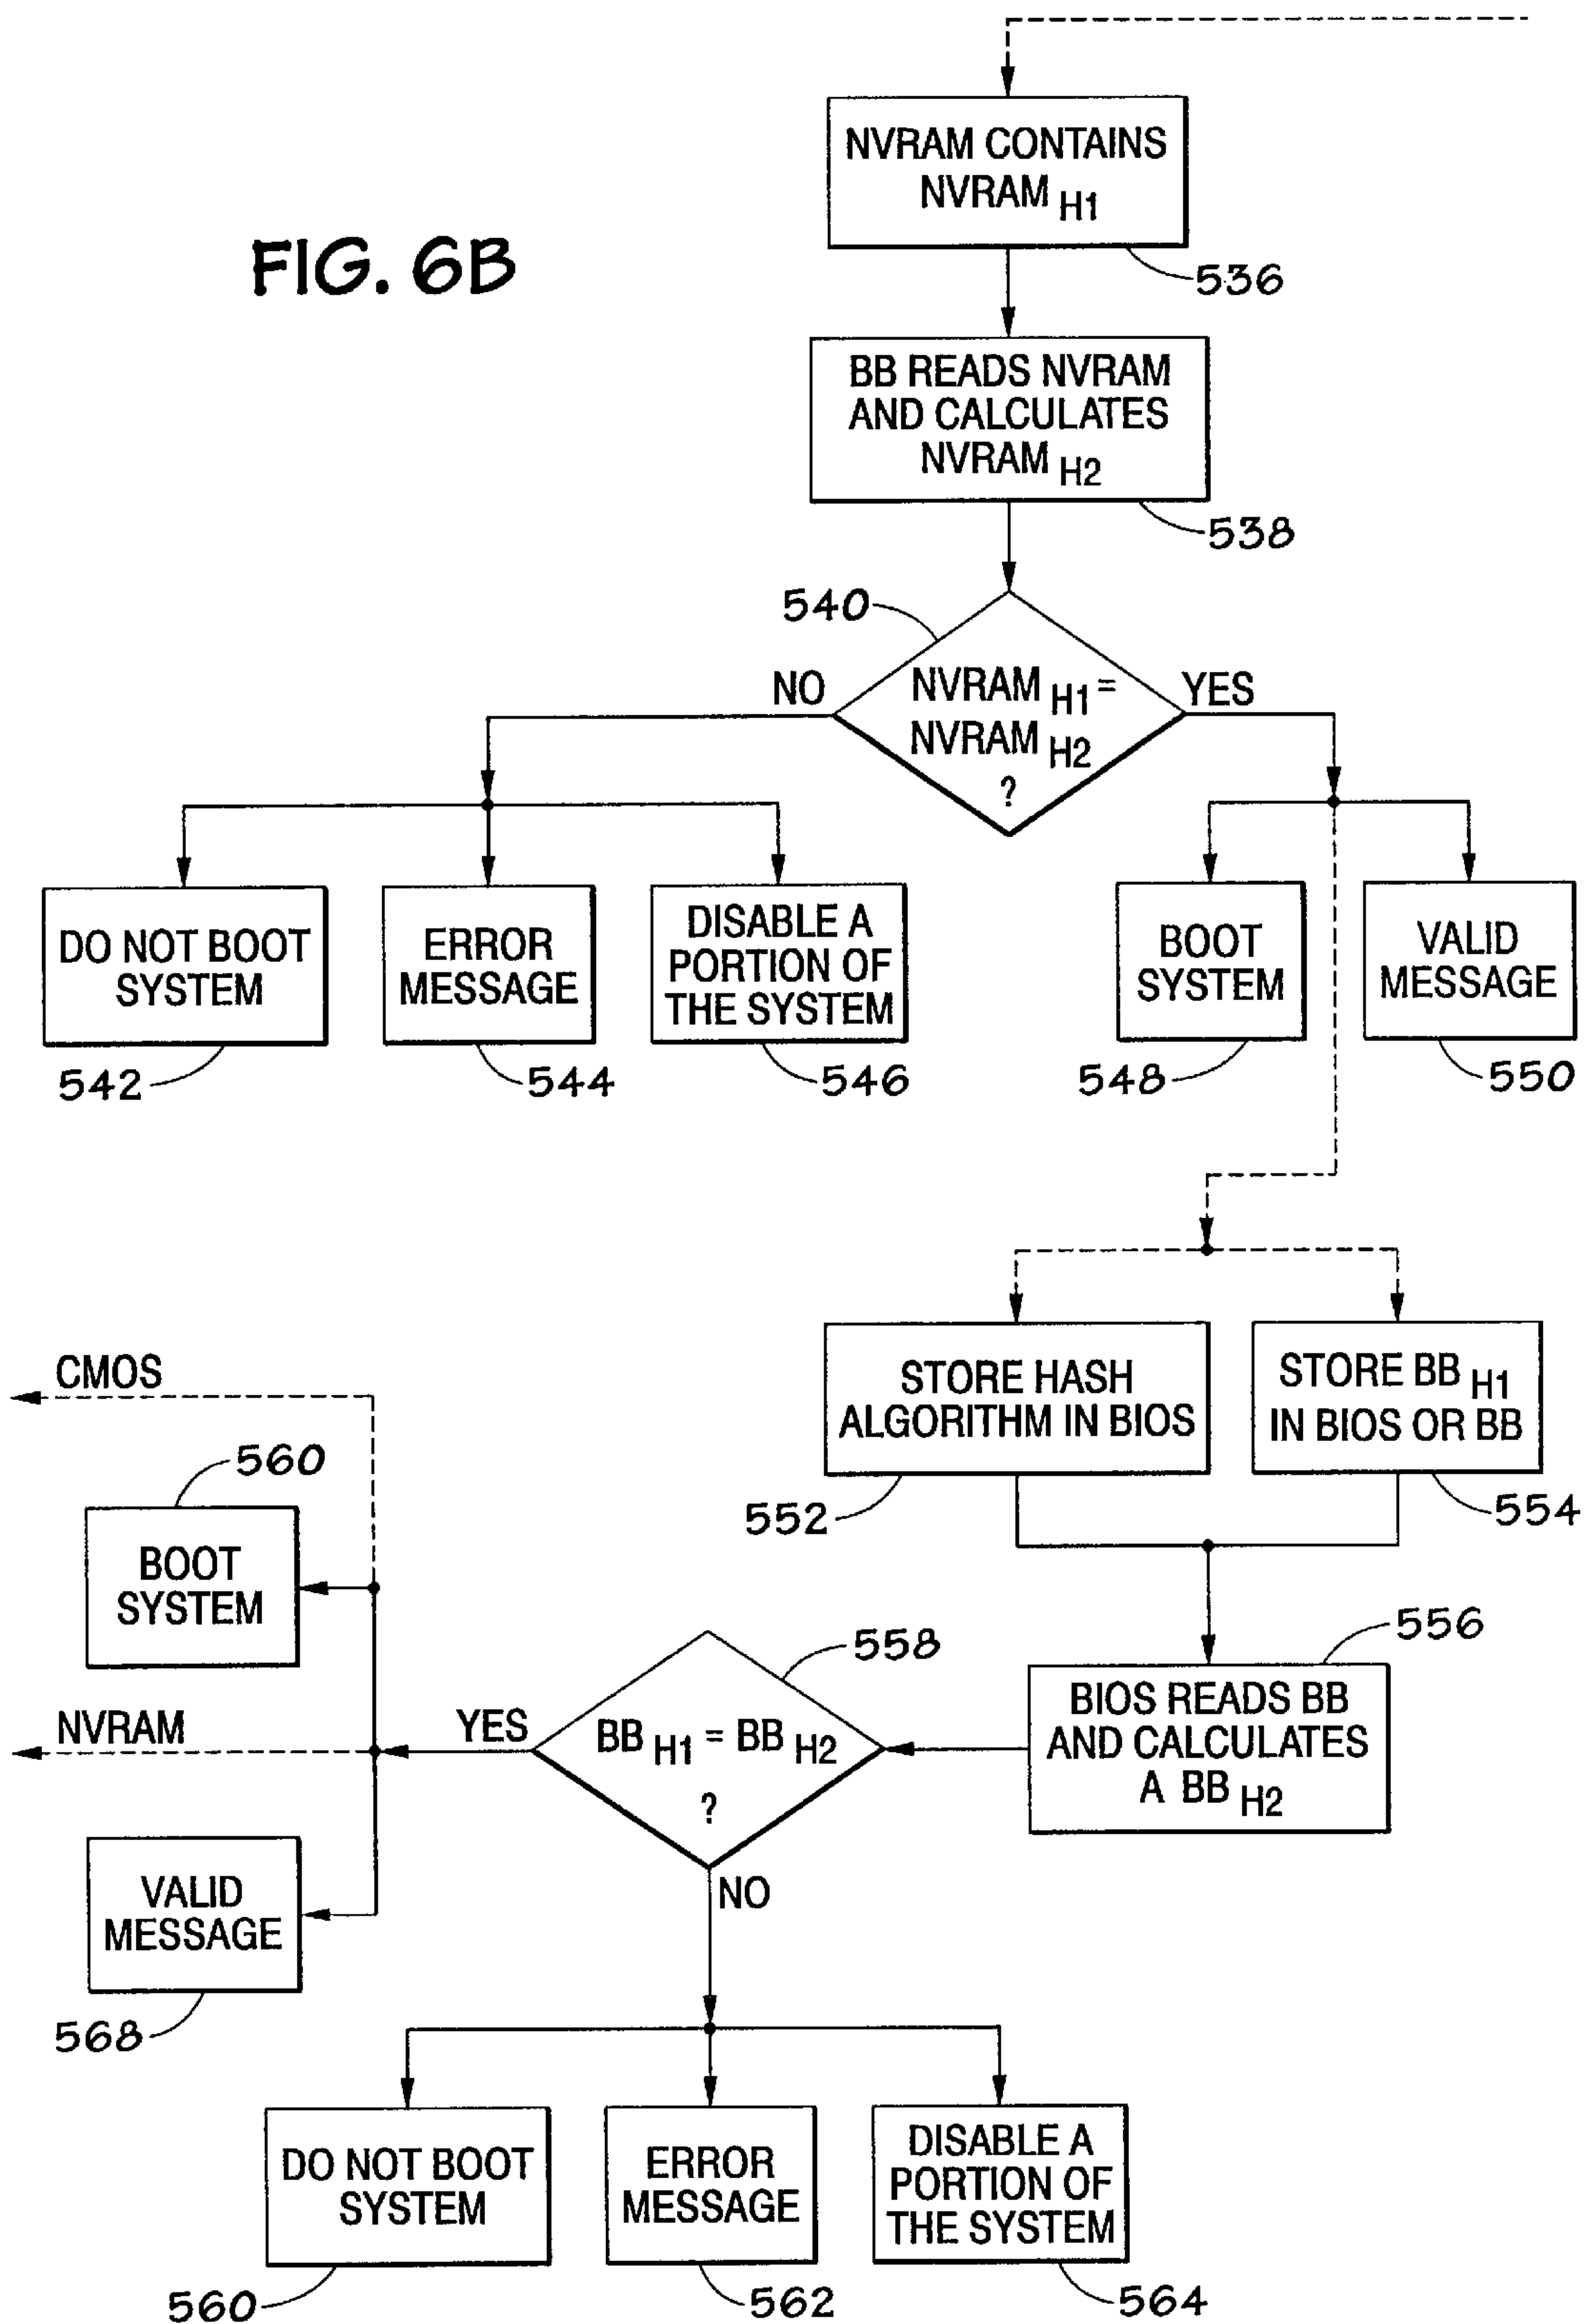 NVRAM CONTAINS
NVRAM H1
FIG. 6B
536
BB READS NVRAM
AND CALCULATES
NVRAM H2
538
540
NO
NVRAM H1 =
NVRAM H2
?
YES
DO NOT BOOT
SYSTEM
542
ERROR
MESSAGE
544
DISABLE A
PORTION OF
THE SYSTEM
546
BOOT
SYSTEM
548
VALID
MESSAGE
550
STORE HASH
ALGORITHM IN BIOS
552
STORE BB H1
IN BIOS OR BB
554
CMOS
560
BOOT
SYSTEM
556
BIOS READS BB
AND CALCULATES
A BB H2
558
BB H1 = BB H2
?
YES
NVRAM
VALID
MESSAGE
568
NO
DO NOT BOOT
SYSTEM
560
ERROR
MESSAGE
562
DISABLE A
PORTION OF
THE SYSTEM
564